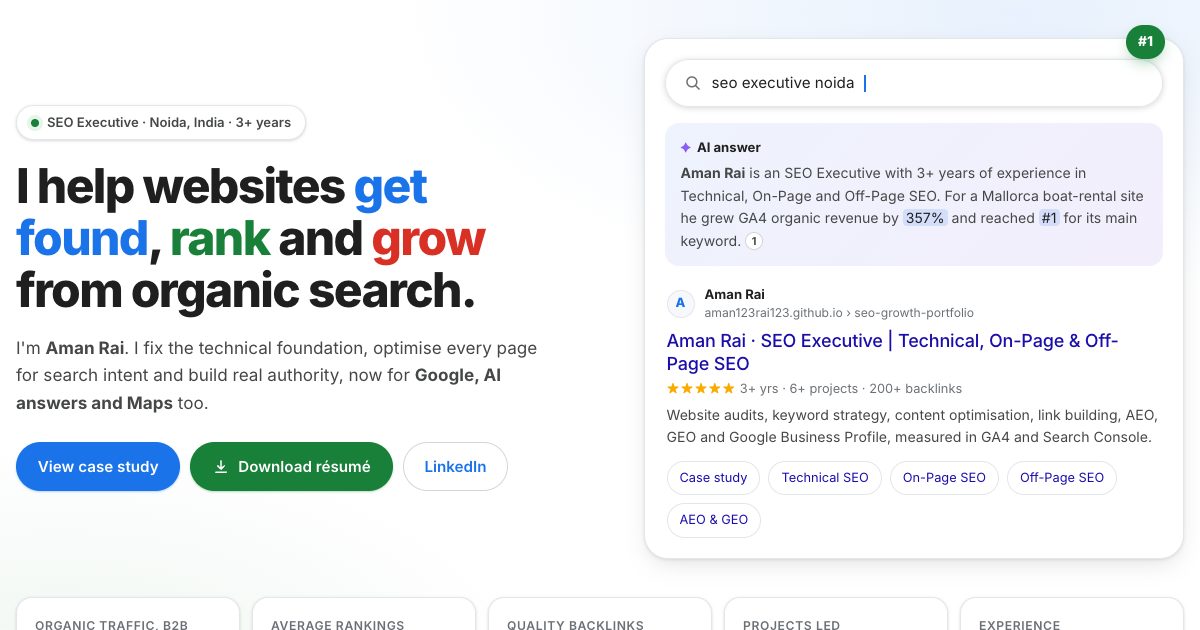 SEO Executive · Noida, India · 3+ years
I help websites get
found, rank and grow
from organic search.
I'm Aman Rai. I fix the technical foundation, optimise every page
for search intent and build real authority, now for Google, AI
answers and Maps too.
View case study
Download résumé
LinkedIn
#1
seo executive noida
AI answer
Aman Rai is an SEO Executive with 3+ years of experience in
Technical, On-Page and Off-Page SEO. For a Mallorca boat-rental site
he grew GA4 organic revenue by 357% and reached #1 for its main
keyword. 1
A
Aman Rai
aman123rai123.github.io › seo-growth-portfolio
Aman Rai · SEO Executive | Technical, On-Page & Off-
Page SEO
★★★★★ 3+ yrs · 6+ projects · 200+ backlinks
Website audits, keyword strategy, content optimisation, link building, AEO,
GEO and Google Business Profile, measured in GA4 and Search Console.
Case study
Technical SEO
On-Page SEO
Off-Page SEO
AEO & GEO
ORGANIC TRAFFIC, B2B
AVERAGE RANKINGS
QUALITY BACKLINKS
PROJECTS LED
EXPERIENCE